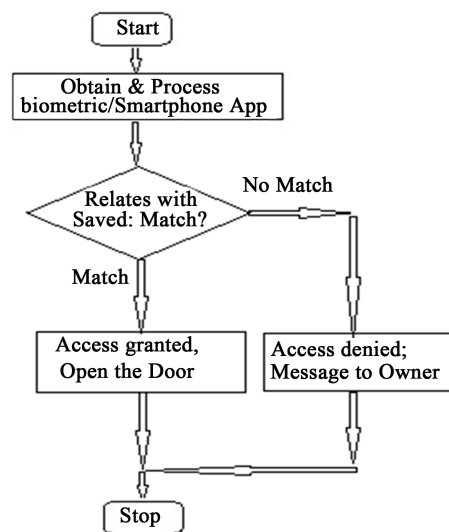 Start
Obtain & Process
biometric/Smartphone App
Relates with
Saved: Match?
No Match
Match
Access granted,
Open the Door
Access denied;
Message to Owner
Stop